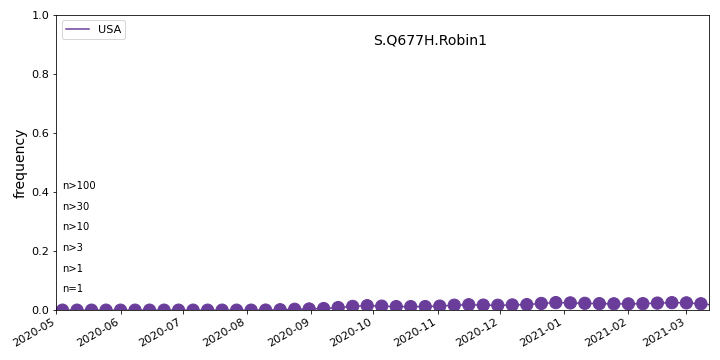 1.0
USA
S.Q677H.Robin1
0.8
0.6
frequency
0.4
n>100
n>30
n>10
0.2
n>3
n>1
n=1
0.0
2020-05
2020-06
2020-07
2020-08
2020-09
2020-10
2020-11
2020-12
2021-01
2021-02
2021-03